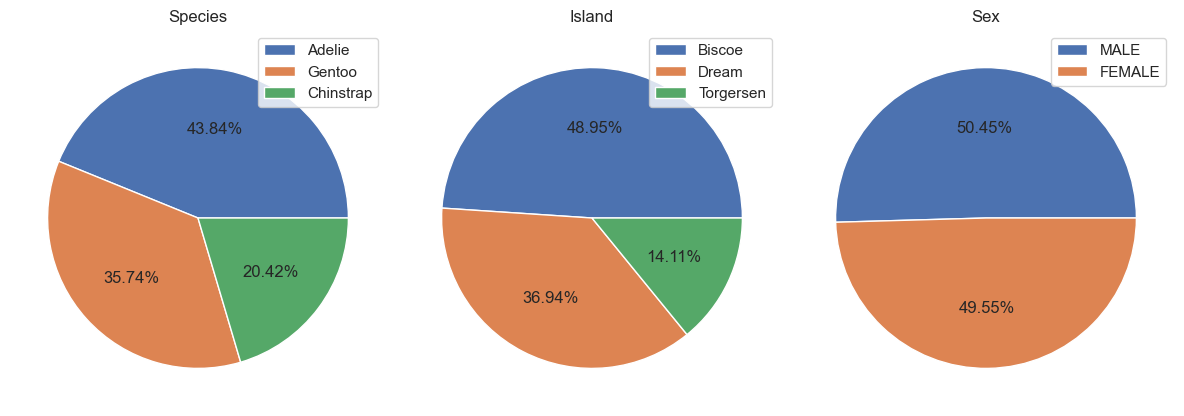 Species
Adelie
Gentoo
Chinstrap
43.84%
35.74%
20.42%
Island
Biscoe
Dream
Torgersen
48.95%
14.11%
36.94%
Sex
MALE
FEMALE
50.45%
49.55%